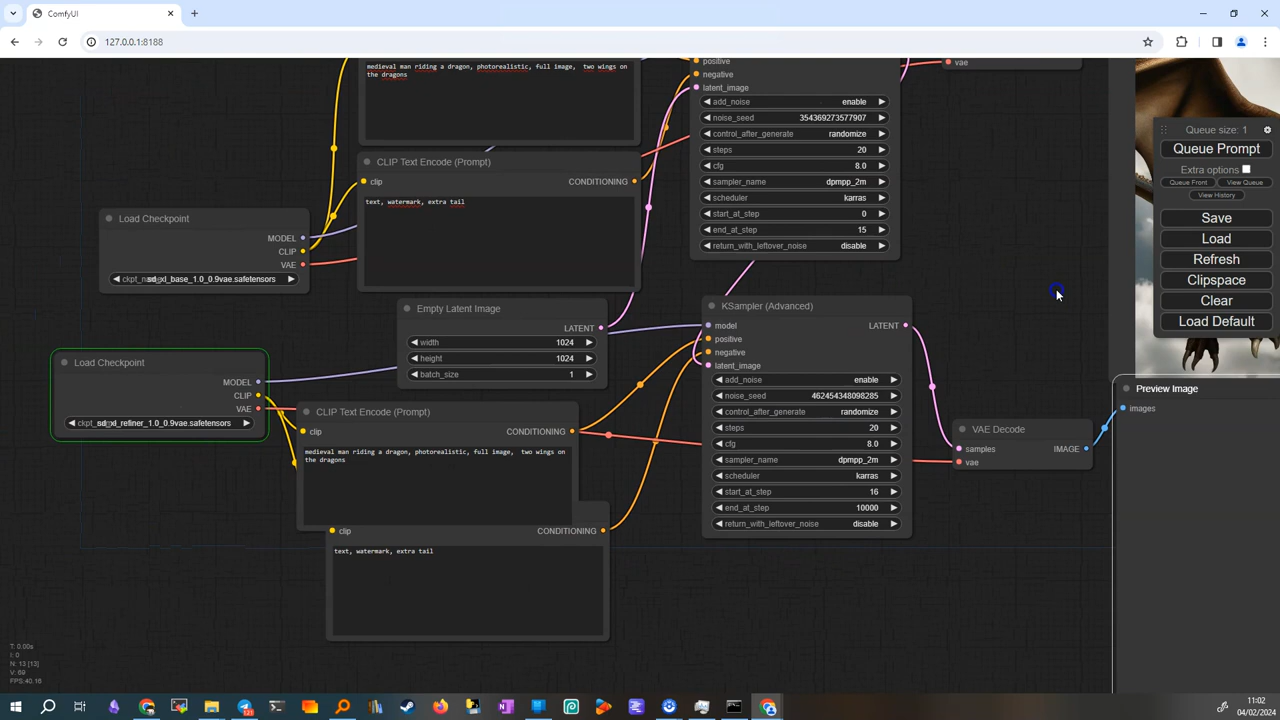 ComfyUI
127.0.0.1:8188
medieval man riding a dragon, photorealistic, full image, two wings on
the dragons
positive
negative
latent_image
add_noise enable
noise_seed 354369273577907
control_after_generate randomize
steps 20
cfg 8.0
sampler_name dpmpp_2m
scheduler karras
start_at_step 0
end_at_step 15
return_with_leftover_noise disable
vae
Queue size: 1
Queue Prompt
Extra options
Queue Front View Queue
View History
Save
Load
Refresh
Clipspace
Clear
Load Default
CLIP Text Encode (Prompt)
clip CONDITIONING
text, watermark, extra tail
Load Checkpoint
MODEL
CLIP
VAE
sd_xl_base_1.0_0.9vae.safetensors
Empty Latent Image
LATENT
width 1024
height 1024
batch_size 1
KSampler (Advanced)
model LATENT
positive
negative
latent_image
add_noise enable
noise_seed 462454348098285
control_after_generate randomize
steps 20
cfg 8.0
sampler_name dpmpp_2m
scheduler karras
start_at_step 16
end_at_step 10000
return_with_leftover_noise disable
Load Checkpoint
MODEL
CLIP
VAE
sd_xl_refiner_1.0_0.9vae.safetensors
CLIP Text Encode (Prompt)
clip CONDITIONING
medieval man riding a dragon, photorealistic, full image, two wings on
the dragons
clip CONDITIONING
text, watermark, extra tail
VAE Decode
samples IMAGE
vae
Preview Image
images
T: 0.00s
I: 0
N: 13 [13]
V: 69
FPS:40.16
11:02
04/02/2024